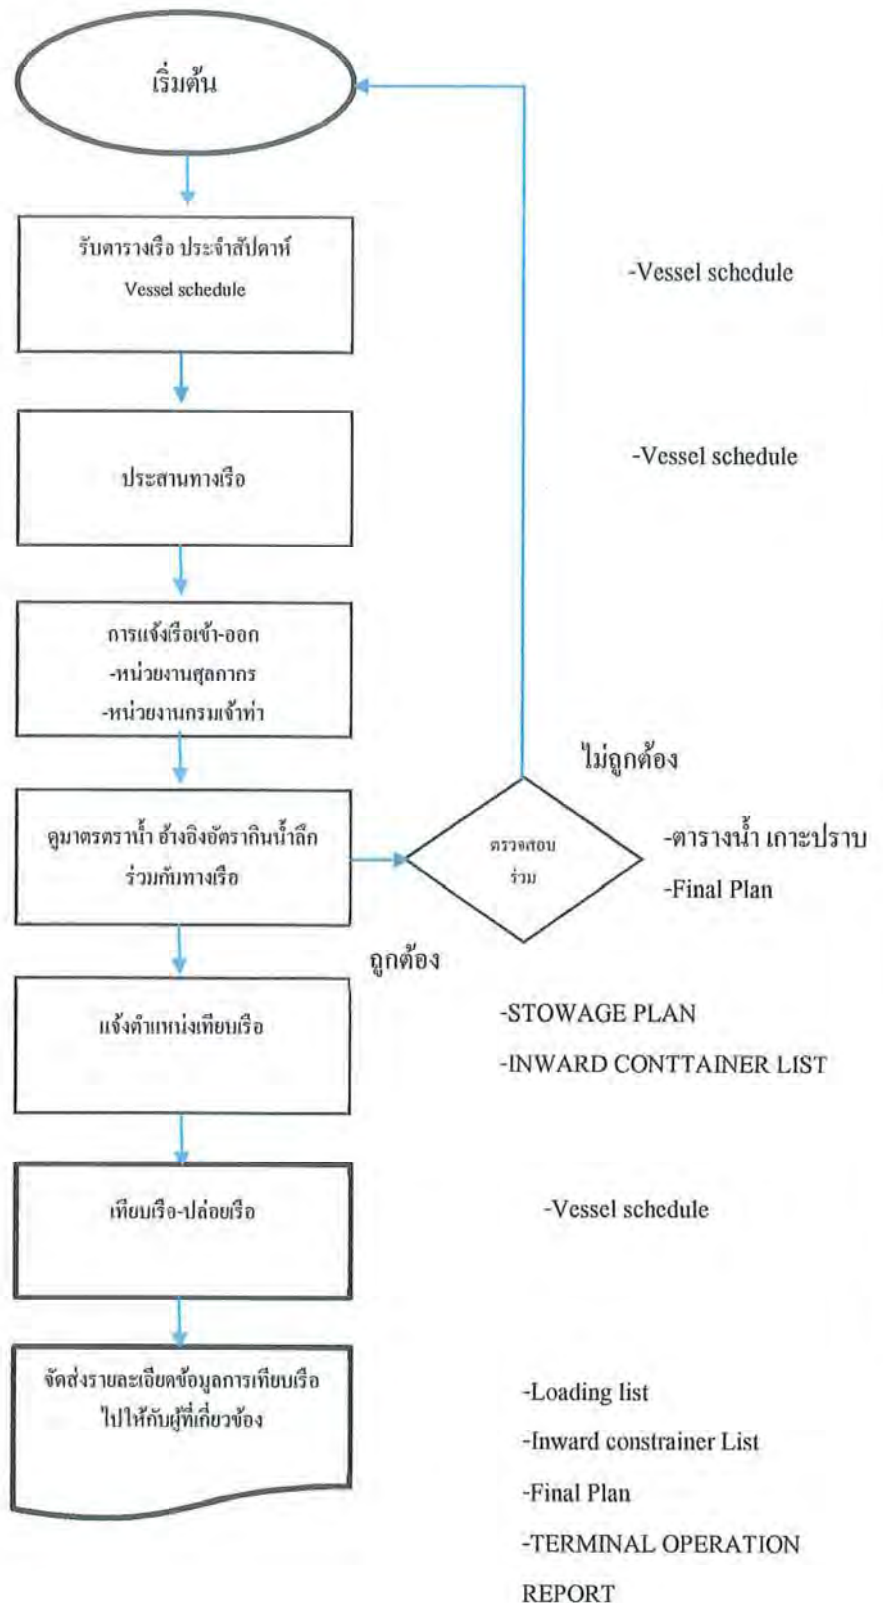 เริ่มต้น
รับตารางเรือ ประจำสัปดาห์
Vessel schedule
-Vessel schedule
ประสานทางเรือ
-Vessel schedule
การแจ้งเรือเข้า-ออก
-หน่วยงานศุลกากร
-หน่วยงานกรมเจ้าท่า
ไม่ถูกต้อง
ดูมาตรตราน้ำ อ้างอิงอัตรากินน้ำลึก
ร่วมกับทางเรือ
ตรวจสอบ
ร่วม
-ตารางน้ำ เกาะปราบ
-Final Plan
ถูกต้อง
แจ้งตำแหน่งเทียบเรือ
-STOWAGE PLAN
-INWARD CONTTAINER LIST
เทียบเรือ-ปล่อยเรือ
-Vessel schedule
จัดส่งรายละเอียดข้อมูลการเทียบเรือ
ไปให้กับผู้ที่เกี่ยวข้อง
-Loading list
-Inward constrainer List
-Final Plan
-TERMINAL OPERATION
REPORT